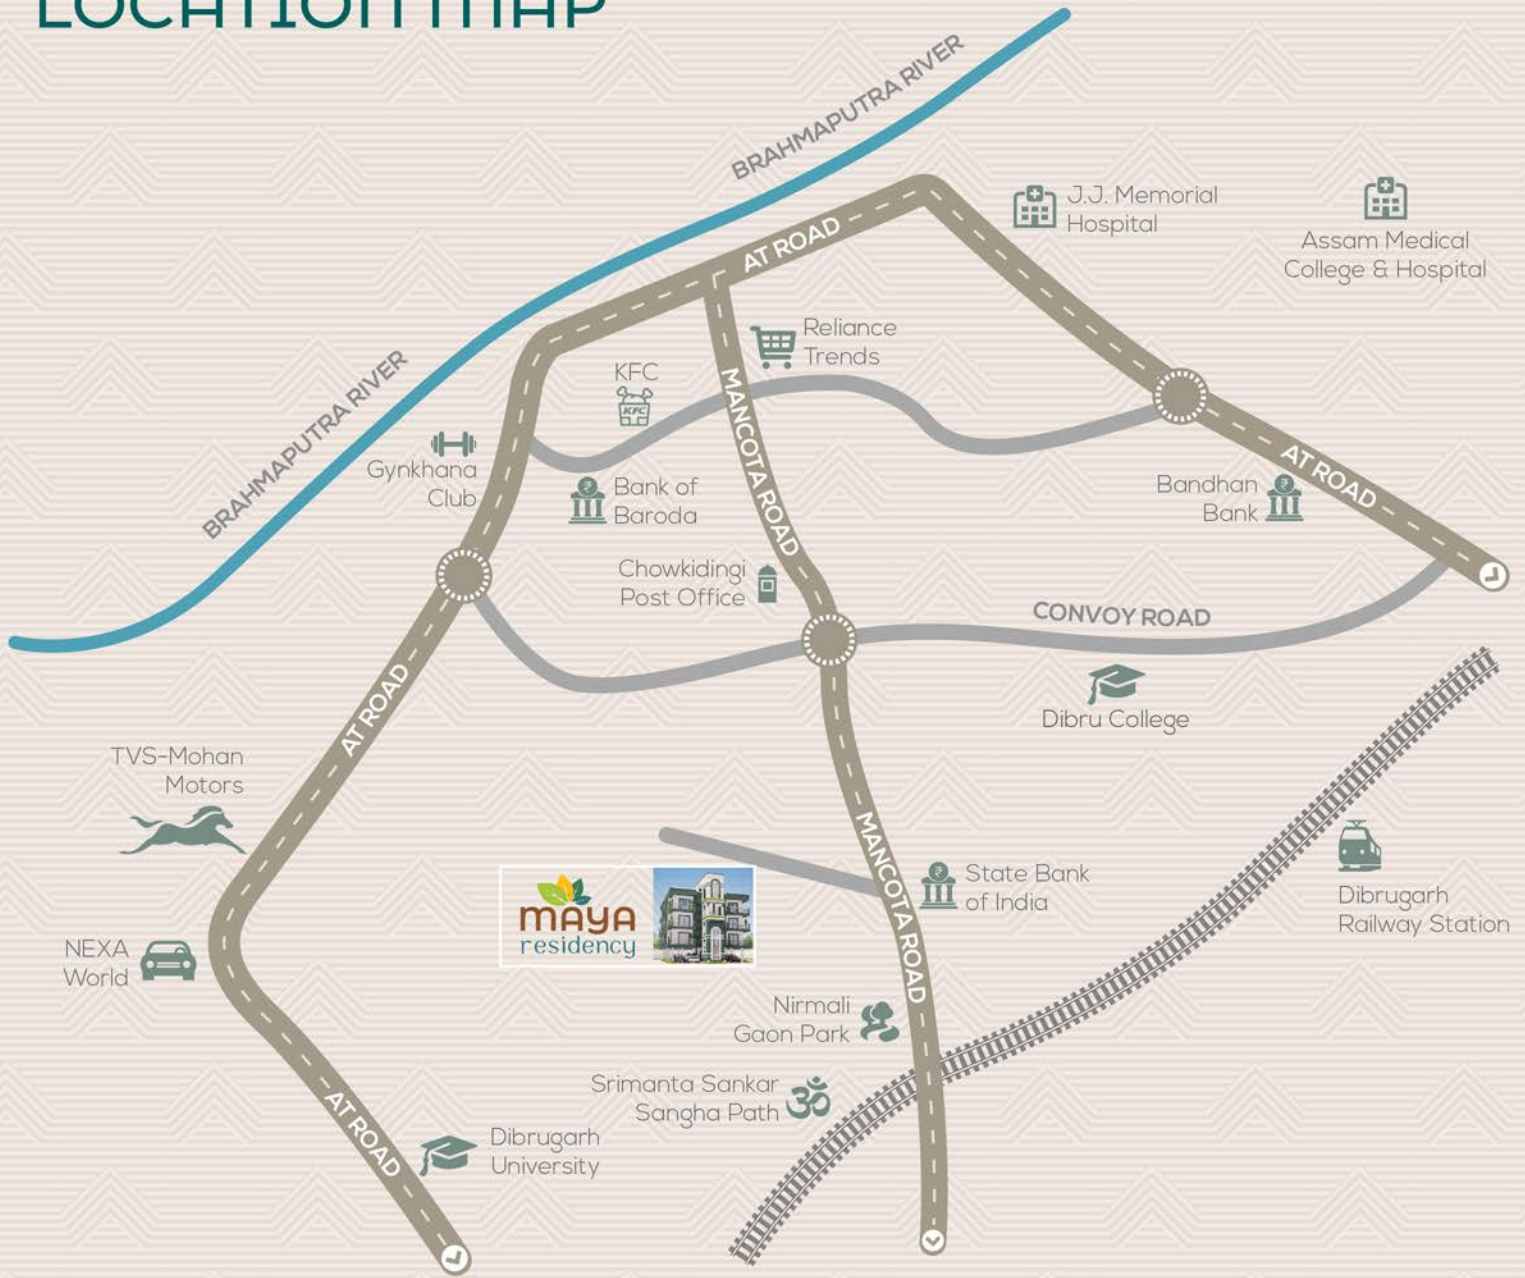 LOCATION MAP
BRAHMAPUTRA RIVER
J.J. Memorial
Hospital
Assam Medical
College & Hospital
AT ROAD
Reliance
Trends
KFC
KFC
BRAHMAPUTRA RIVER
MANCOTA ROAD
Gynkhana
Club
Bank of
Baroda
AT ROAD
Bandhan
Bank
Chowkidingi
Post Office
CONVOY ROAD
AT ROAD
Dibru College
TVS-Mohan
Motors
MANCOTA ROAD
State Bank
of India
maya
residency
Dibrugarh
Railway Station
NEXA
World
Nirmali
Gaon Park
Srimanta Sankar
Sangha Path
ॐ
AT ROAD
Dibrugarh
University